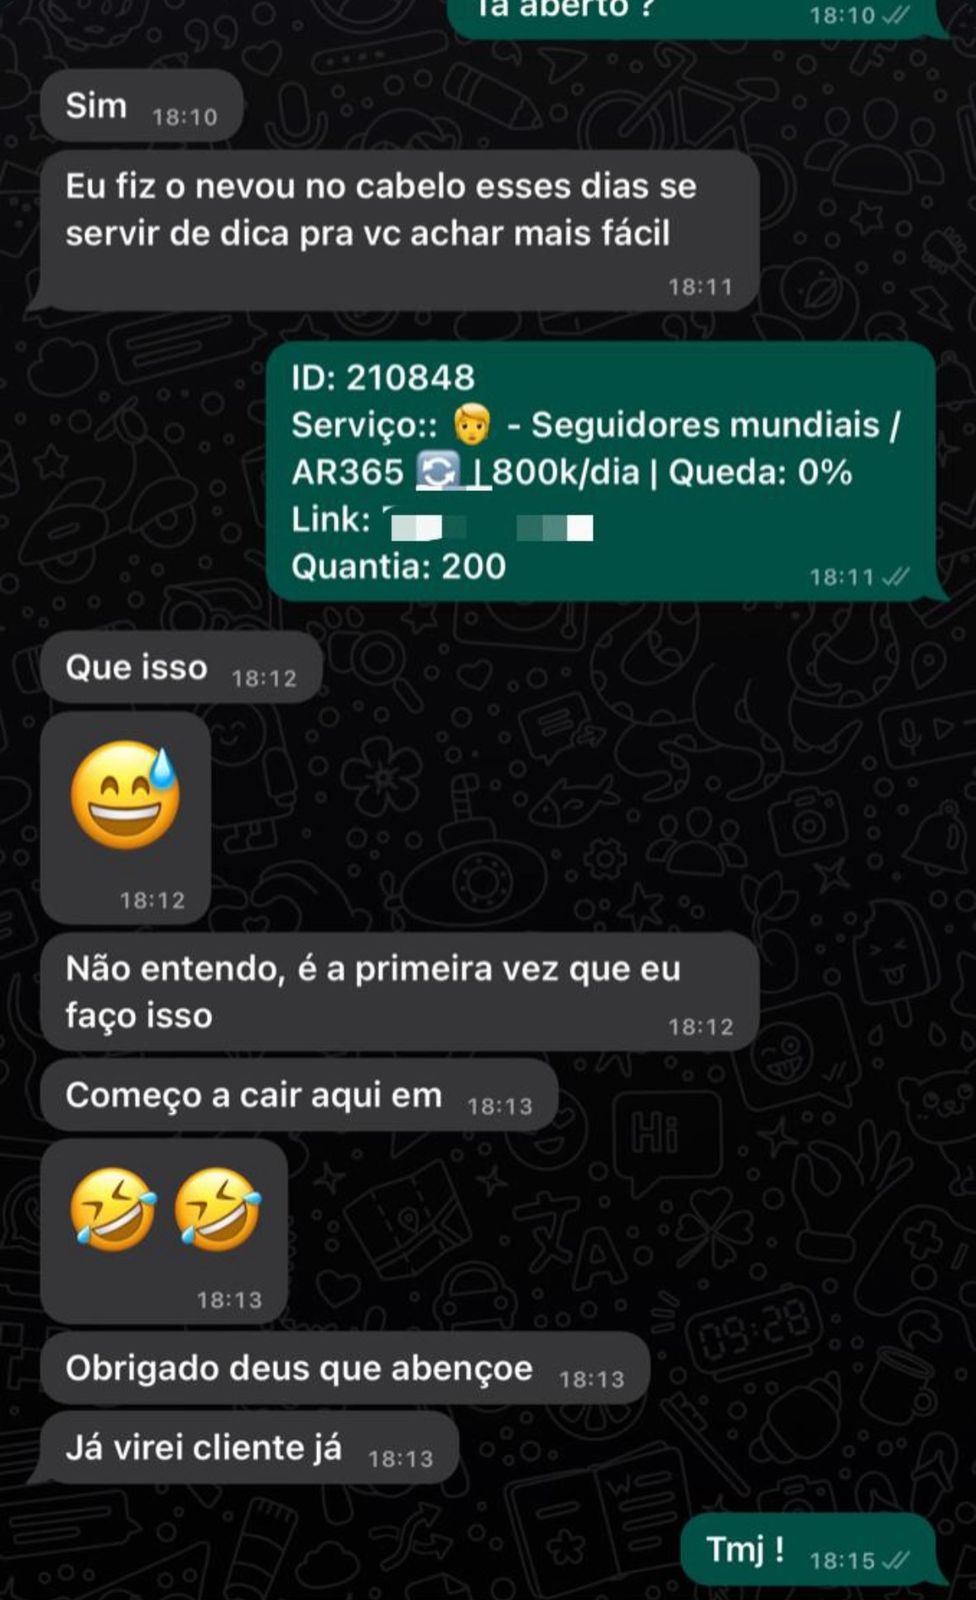 Tá aberto ?
18:10
Sim 18:10
Eu fiz o nevou no cabelo esses dias se
servir de dica pra vc achar mais fácil
18:11
ID: 210848
Serviço:: 👩 - Seguidores mundiais /
AR365 🔄 | 800k/dia | Queda: 0%
Link:
Quantia: 200
18:11
Que isso 18:12
😅
18:12
Não entendo, é a primeira vez que eu
faço isso
18:12
Começo a cair aqui em 18:13
🤣🤣
18:13
Obrigado deus que abençoe 18:13
Já virei cliente já 18:13
Tmj ! 18:15